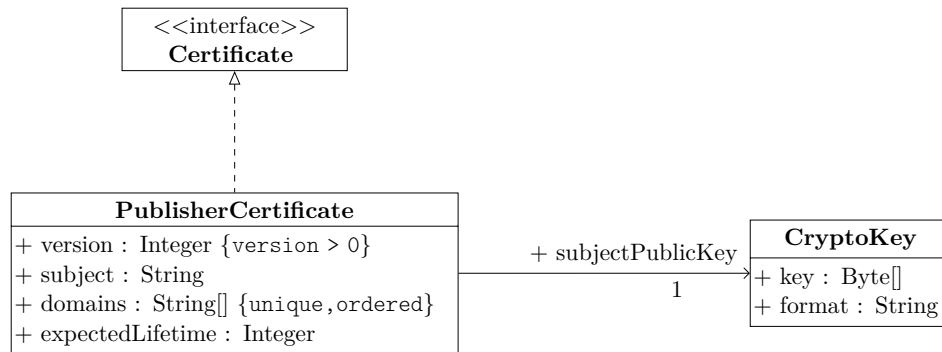 <<interface>>
Certificate
PublisherCertificate
+ version : Integer {version > 0}
+ subject : String
+ domains : String[] {unique,ordered}
+ expectedLifetime : Integer
+ subjectPublicKey
1
CryptoKey
+ key : Byte[]
+ format : String